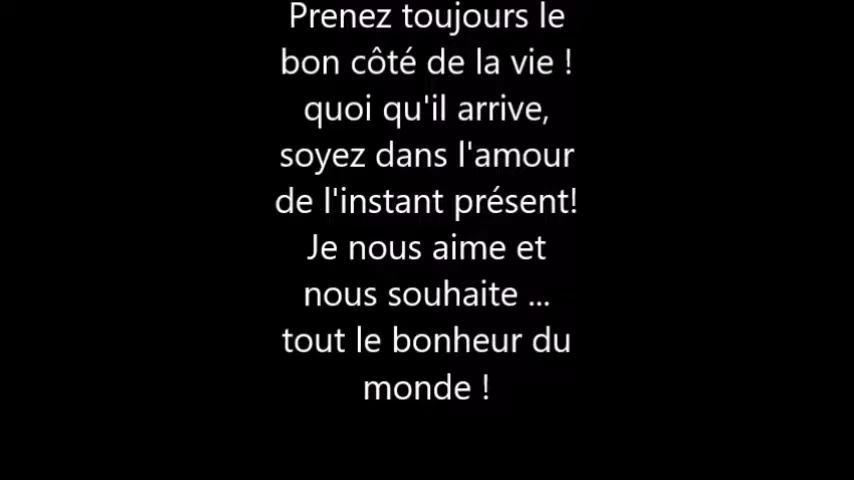 Prenez toujours le
bon côté de la vie !
quoi qu'il arrive,
soyez dans l'amour
de l'instant présent!
Je nous aime et
nous souhaite ...
tout le bonheur du
monde !